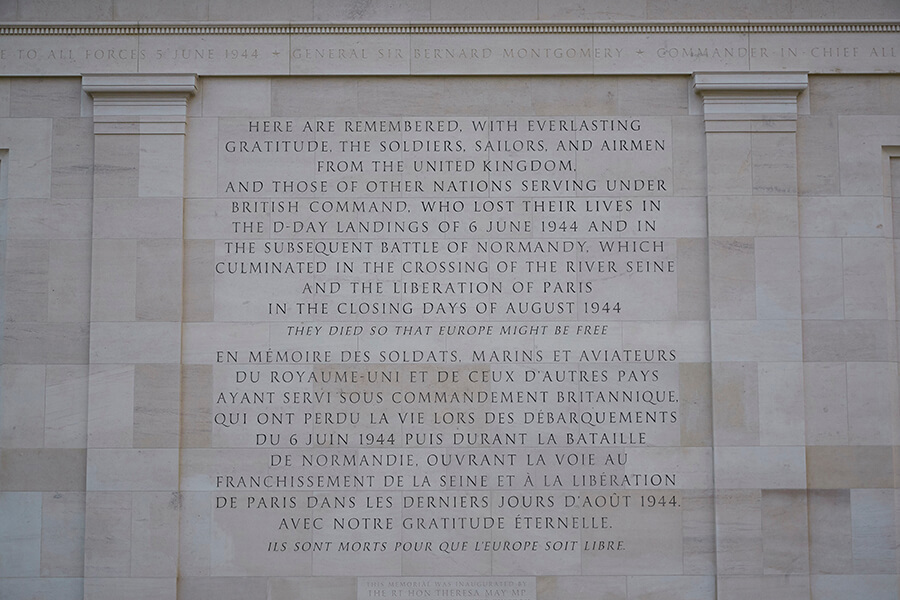 E TO ALL FORCES 5 JUNE 1944 ★ GENERAL SIR BERNARD MONTGOMERY ★ COMMANDER-IN CHIEF ALL
HERE ARE REMEMBERED, WITH EVERLASTING
GRATITUDE, THE SOLDIERS, SAILORS, AND AIRMEN
FROM THE UNITED KINGDOM,
AND THOSE OF OTHER NATIONS SERVING UNDER
BRITISH COMMAND, WHO LOST THEIR LIVES IN
THE D-DAY LANDINGS OF 6 JUNE 1944 AND IN
THE SUBSEQUENT BATTLE OF NORMANDY, WHICH
CULMINATED IN THE CROSSING OF THE RIVER SEINE
AND THE LIBERATION OF PARIS
IN THE CLOSING DAYS OF AUGUST 1944
THEY DIED SO THAT EUROPE MIGHT BE FREE
EN MÉMOIRE DES SOLDATS, MARINS ET AVIATEURS
DU ROYAUME-UNI ET DE CEUX D'AUTRES PAYS
AYANT SERVI SOUS COMMANDEMENT BRITANNIQUE,
QUI ONT PERDU LA VIE LORS DES DÉBARQUEMENTS
DU 6 JUIN 1944 PUIS DURANT LA BATAILLE
DE NORMANDIE, OUVRANT LA VOIE AU
FRANCHISSEMENT DE LA SEINE ET À LA LIBÉRATION
DE PARIS DANS LES DERNIERS JOURS D'AOÛT 1944.
AVEC NOTRE GRATITUDE ÉTERNELLE.
ILS SONT MORTS POUR QUE L'EUROPE SOIT LIBRE.
THIS MEMORIAL WAS INAUGURATED BY
THE RT HON THERESA MAY MP